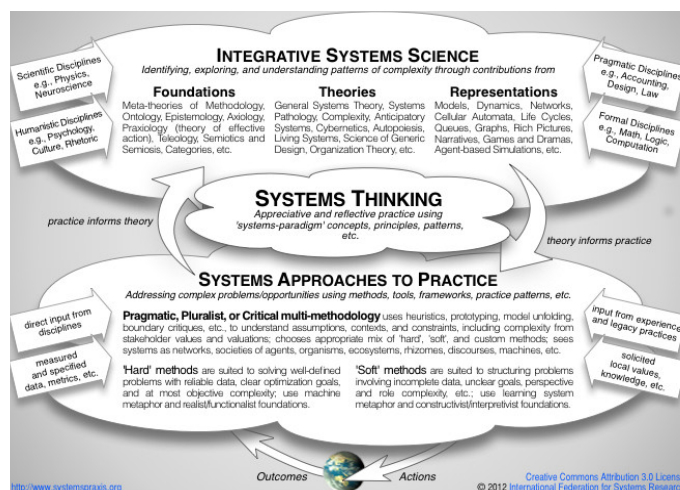 Scientific Disciplines
e.g., Physics,
Neuroscience
Humanistic Disciplines
e.g., Psychology,
Culture, Rhetoric
INTEGRATIVE SYSTEMS SCIENCE
Identifying, exploring, and understanding patterns of complexity through contributions from
Foundations
Meta-theories of Methodology,
Ontology, Epistemology, Axiology,
Praxiology (theory of effective
action), Teleology, Semiotics and
Semiosis, Categories, etc.
Theories
General Systems Theory, Systems
Pathology, Complexity, Anticipatory
Systems, Cybernetics, Autopoiesis,
Living Systems, Science of Generic
Design, Organization Theory, etc.
Representations
Models, Dynamics, Networks,
Cellular Automata, Life Cycles,
Queues, Graphs, Rich Pictures,
Narratives, Games and Dramas,
Agent-based Simulations, etc.
Pragmatic Disciplines
e.g., Accounting,
Design, Law
Formal Disciplines
e.g., Math, Logic,
Computation
practice informs theory
SYSTEMS THINKING
Appreciative and reflective practice using
'systems-paradigm' concepts, principles, patterns,
etc.
theory informs practice
SYSTEMS APPROACHES TO PRACTICE
Addressing complex problems/opportunities using methods, tools, frameworks, practice patterns, etc.
direct input from
disciplines
measured
and specified
data, metrics, etc.
Pragmatic, Pluralist, or Critical multi-methodology uses heuristics, prototyping, model unfolding,
boundary critiques, etc., to understand assumptions, contexts, and constraints, including complexity from
stakeholder values and valuations; chooses appropriate mix of 'hard', 'soft', and custom methods; sees
systems as networks, societies of agents, organisms, ecosystems, rhizomes, discourses, machines, etc.
'Hard' methods are suited to solving well-defined
problems with reliable data, clear optimization goals,
and at most objective complexity; use machine
metaphor and realist/functionalist foundations.
'Soft' methods are suited to structuring problems
involving incomplete data, unclear goals, perspective
and role complexity, etc.; use learning system
metaphor and constructivist/interpretivist foundations.
input from experience
and legacy practices
solicited
local values,
knowledge, etc.
Outcomes
Actions
http://www.systemspraxis.org
Creative Commons Attribution 3.0 License
© 2012 International Federation for Systems Research